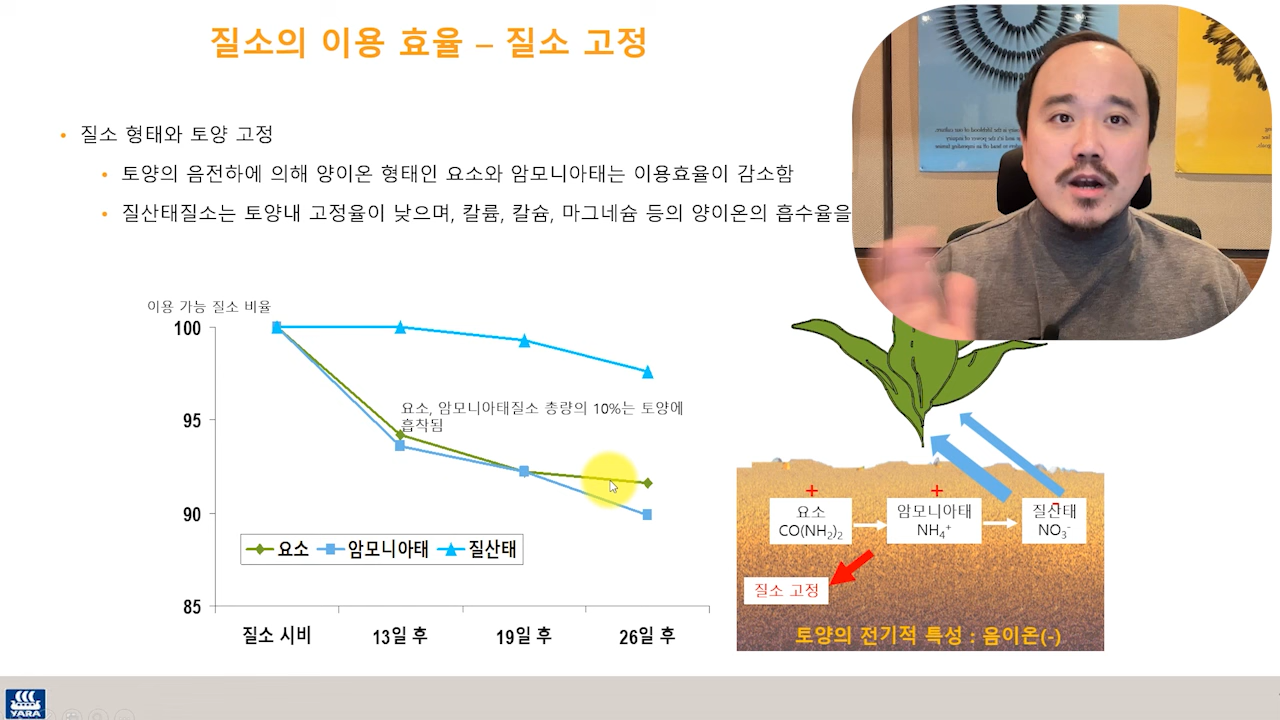 질소의 이용 효율 – 질소 고정
• 질소 형태와 토양 고정
• 토양의 음전하에 의해 양이온 형태인 요소와 암모니아태는 이용효율이 감소함
• 질산태질소는 토양내 고정율이 낮으며, 칼륨, 칼슘, 마그네슘 등의 양이온의 흡수율을
이용 가능 질소 비율
100
95
90
85
요소, 암모니아태질소 총량의 10%는 토양에
흡착됨
요소 암모니아태 질산태
질소 시비 13일 후 19일 후 26일 후
+ + -
요소 암모니아태 질산태
CO(NH₂)₂ NH₄⁺ NO₃⁻
질소 고정
토양의 전기적 특성 : 음이온(-)
YARA